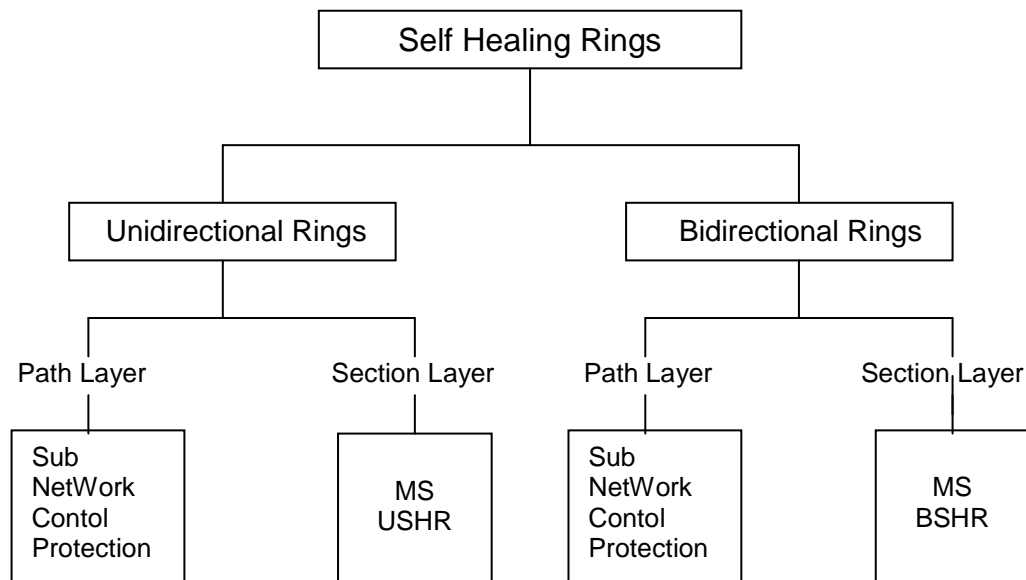 Self Healing Rings
Unidirectional Rings
Bidirectional Rings
Path Layer
Section Layer
Path Layer
Section Layer
Sub
NetWork
Contol
Protection
MS
USHR
Sub
NetWork
Contol
Protection
MS
BSHR